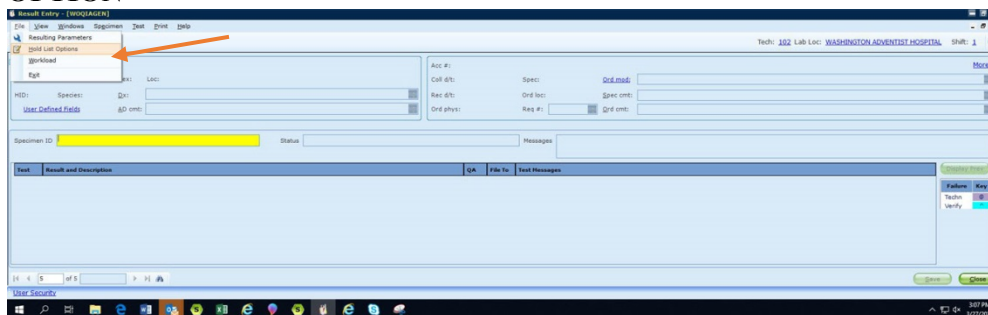 OPTION
Result Entry - [WOQIAGEN]
File View Windows Specimen Test Print Help
Resulting Parameters
Hold List Options
Workload
Exit
Tech: 102 Lab Loc: WASHINGTON ADVENTIST HOSPITAL Shift: 1
Acc #: More
Sex: Loc: Coll d/t: Spec: Ord mod:
HID: Species: Dx: Rec d/t: Ord loc: Spec cmt:
User Defined Fields AD cmt: Ord phys: Req #: Ord cmt:
Specimen ID Status Messages
Test Result and Description QA File To Test Messages
Failure Key
Techn @
Verify ^
5 of 5 Save Close
User Security
3:07 PM